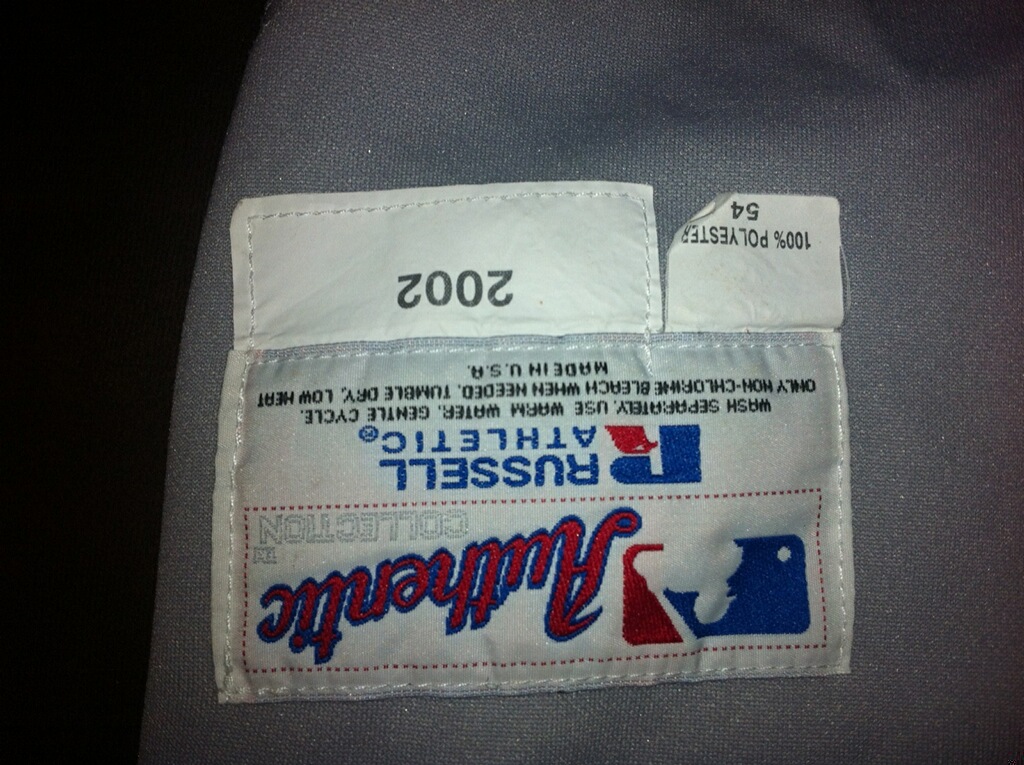 Authentic
COLLECTION™
RUSSELL
ATHLETIC®
WASH SEPARATELY. USE WARM WATER. GENTLE CYCLE.
ONLY NON-CHLORINE BLEACH WHEN NEEDED. TUMBLE DRY, LOW HEAT
MADE IN U.S.A.
2002
100% POLYESTER
54